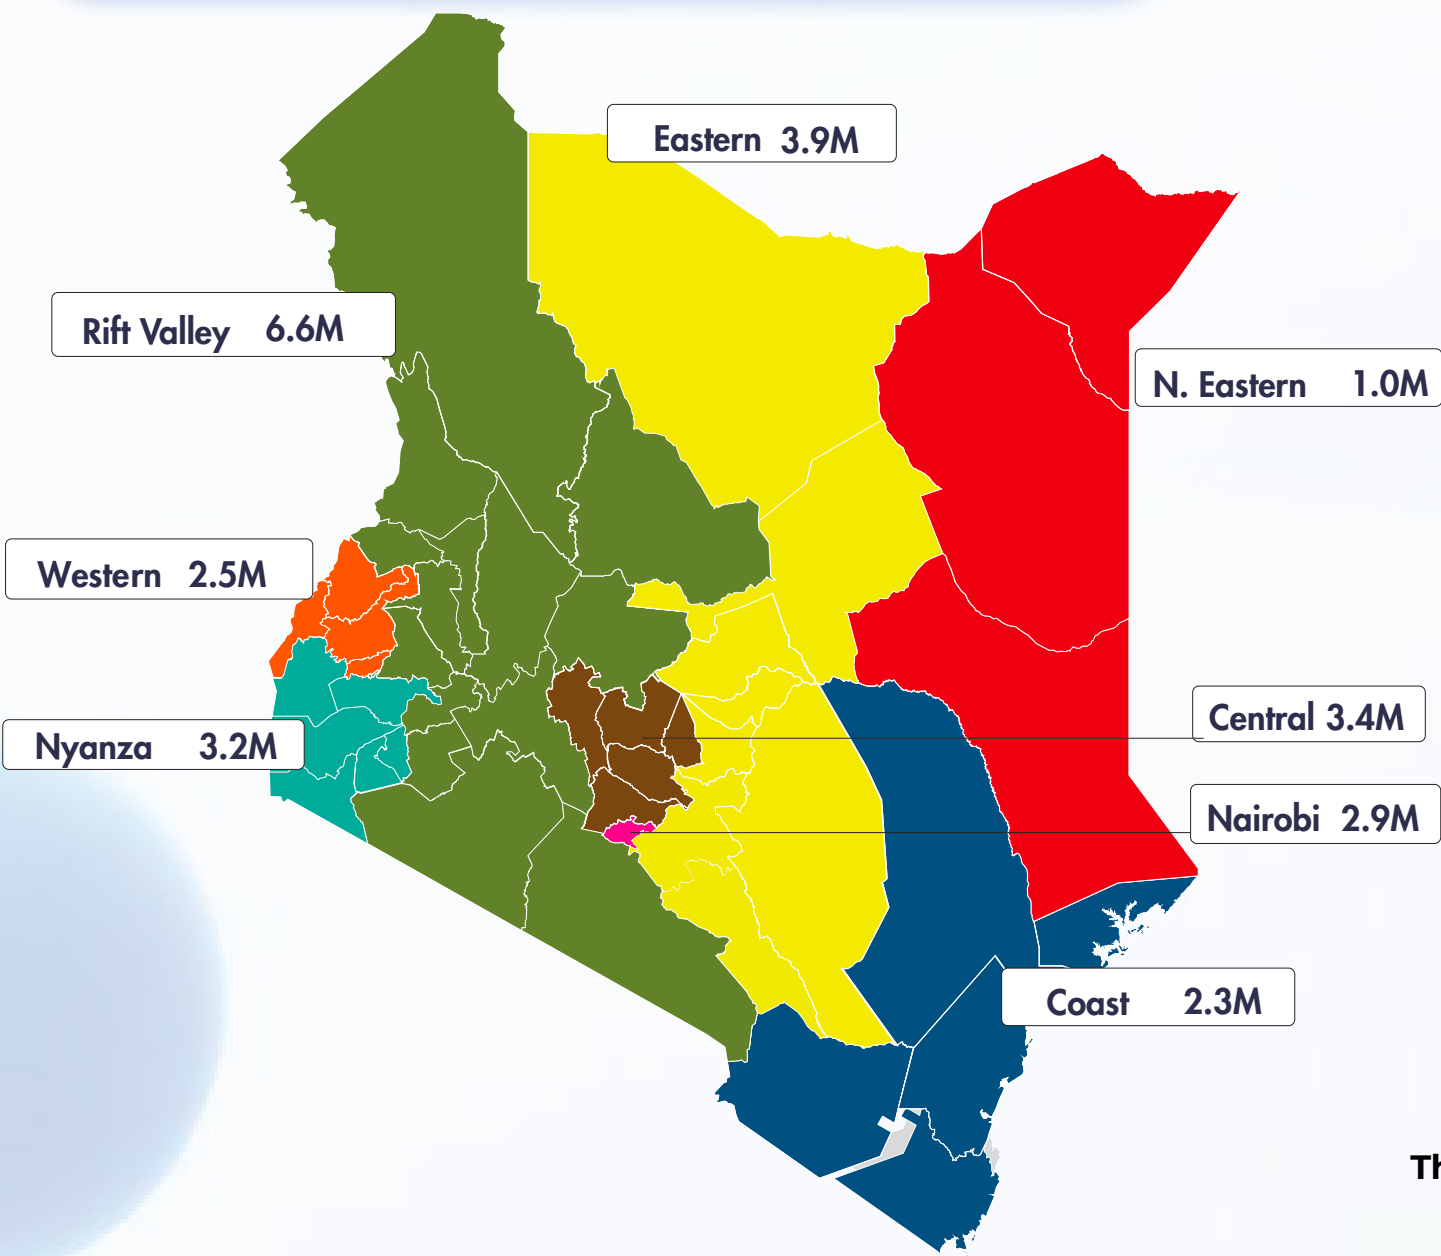 Eastern 3.9M
Rift Valley 6.6M
N. Eastern 1.0M
Western 2.5M
Central 3.4M
Nyanza 3.2M
Nairobi 2.9M
Coast 2.3M